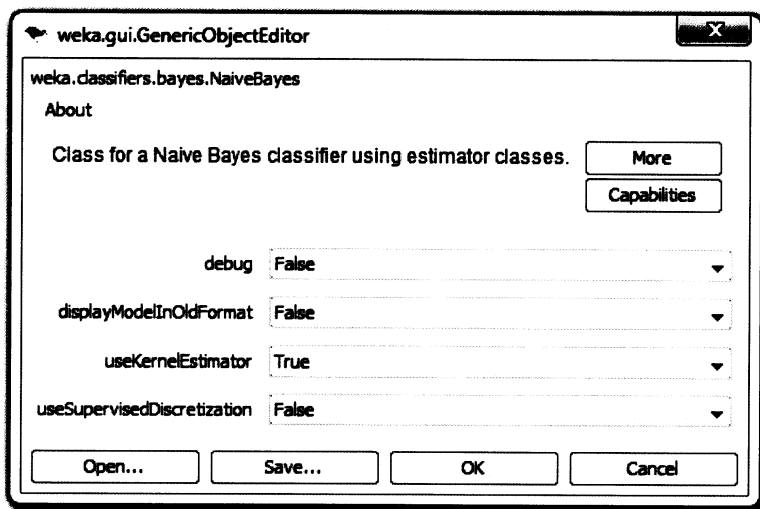 weka.gui.GenericObjectEditor
X
weka.classifiers.bayes.NaiveBayes
About
Class for a Naive Bayes classifier using estimator classes.
More
Capabilities
debug False
displayModelInOldFormat False
useKernelEstimator True
useSupervisedDiscretization False
Open... Save... OK Cancel